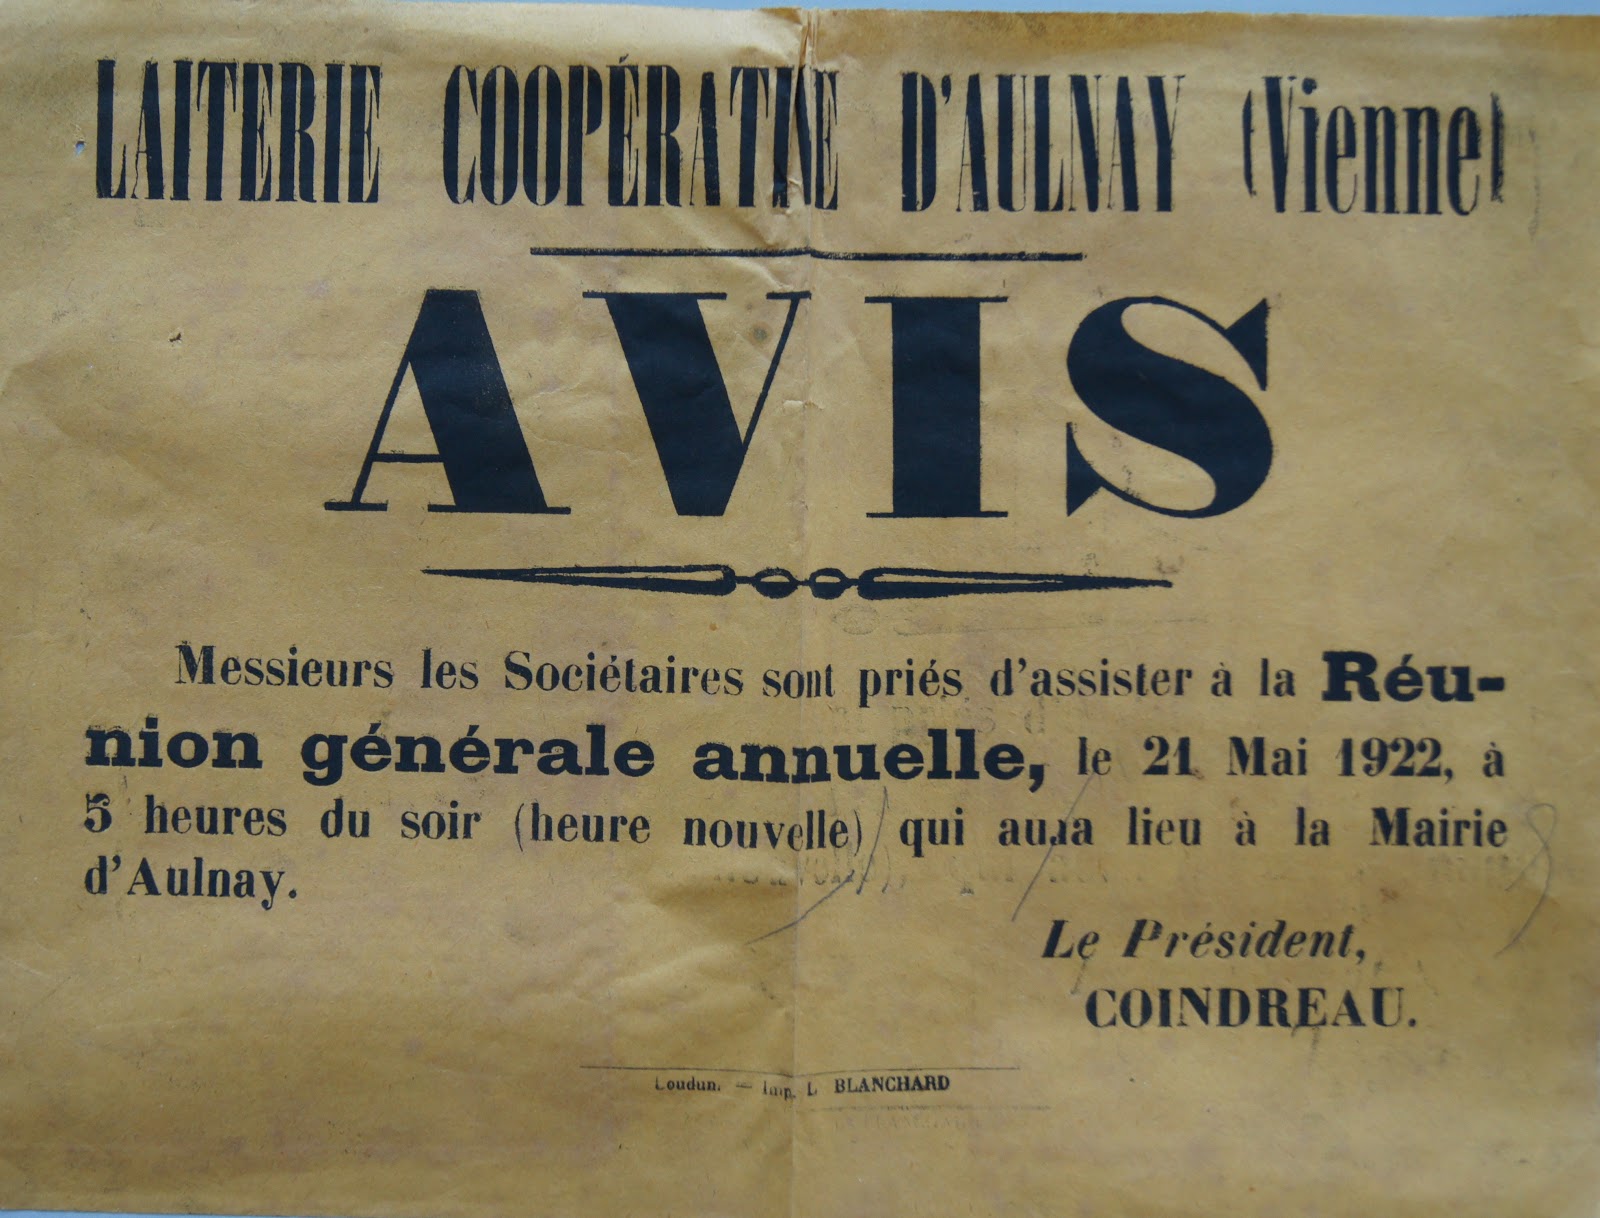 LAITERIE COOPÉRATIVE D'AULNAY (Vienne)
AVIS
Messieurs les Sociétaires sont priés d'assister à la Réu-
nion générale annuelle, le 21 Mai 1922, à
5 heures du soir (heure nouvelle) qui aura lieu à la Mairie
d'Aulnay.
Le Président,
COINDREAU.
Loudun. — Imp. L BLANCHARD